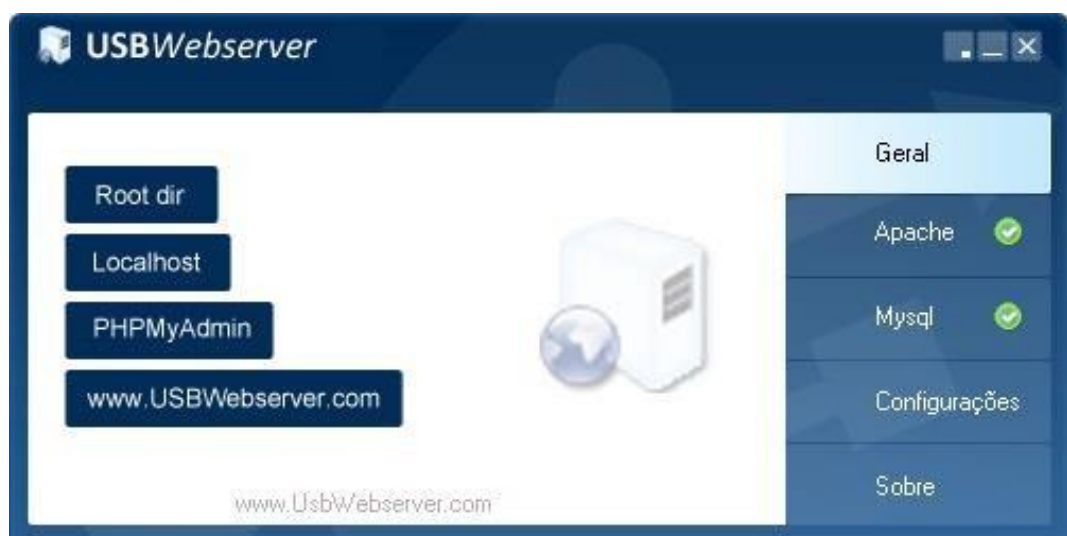 USBWebserver
Root dir
Localhost
PHPMyAdmin
www.USBWebserver.com
www.UsbWebserver.com
Geral
Apache
Mysql
Configurações
Sobre